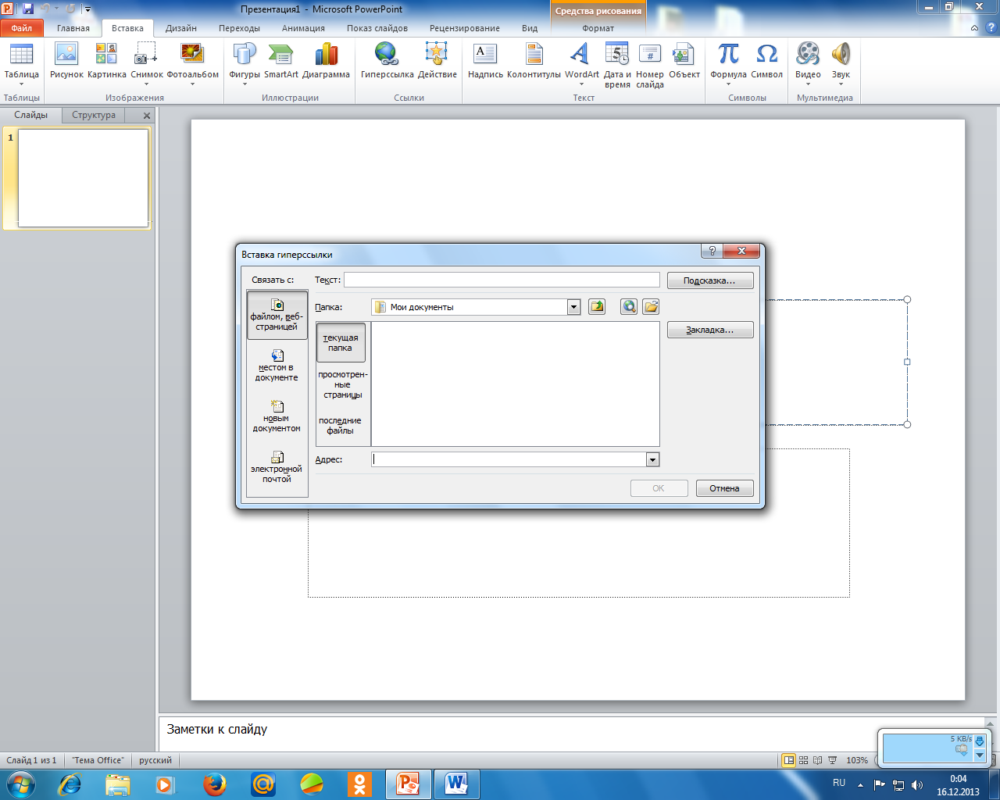 Презентация1 - Microsoft PowerPoint
Средства рисования
Файл Главная Вставка Дизайн Переходы Анимация Показ слайдов Рецензирование Вид Формат
Таблица Рисунок Картинка Снимок Фотоальбом Фигуры SmartArt Диаграмма Гиперссылка Действие Надпись Колонтитулы WordArt Дата и время Номер слайда Объект Формула Символ Видео Звук
Таблицы Изображения Иллюстрации Ссылки Текст Символы Мультимедиа
Слайды Структура
1
Вставка гиперссылки
Связать с: Текст: Подсказка...
файлом, веб-
страницей
Папка: Мои документы
Закладка...
текущая
папка
местом в
документе
просмотрен-
ные
страницы
новым
документом
последние
файлы
электронной
почтой
Адрес:
ОК Отмена
Заметки к слайду
5 KB/s
Слайд 1 из 1 "Тема Office" русский 103%
RU 0:04
16.12.2013